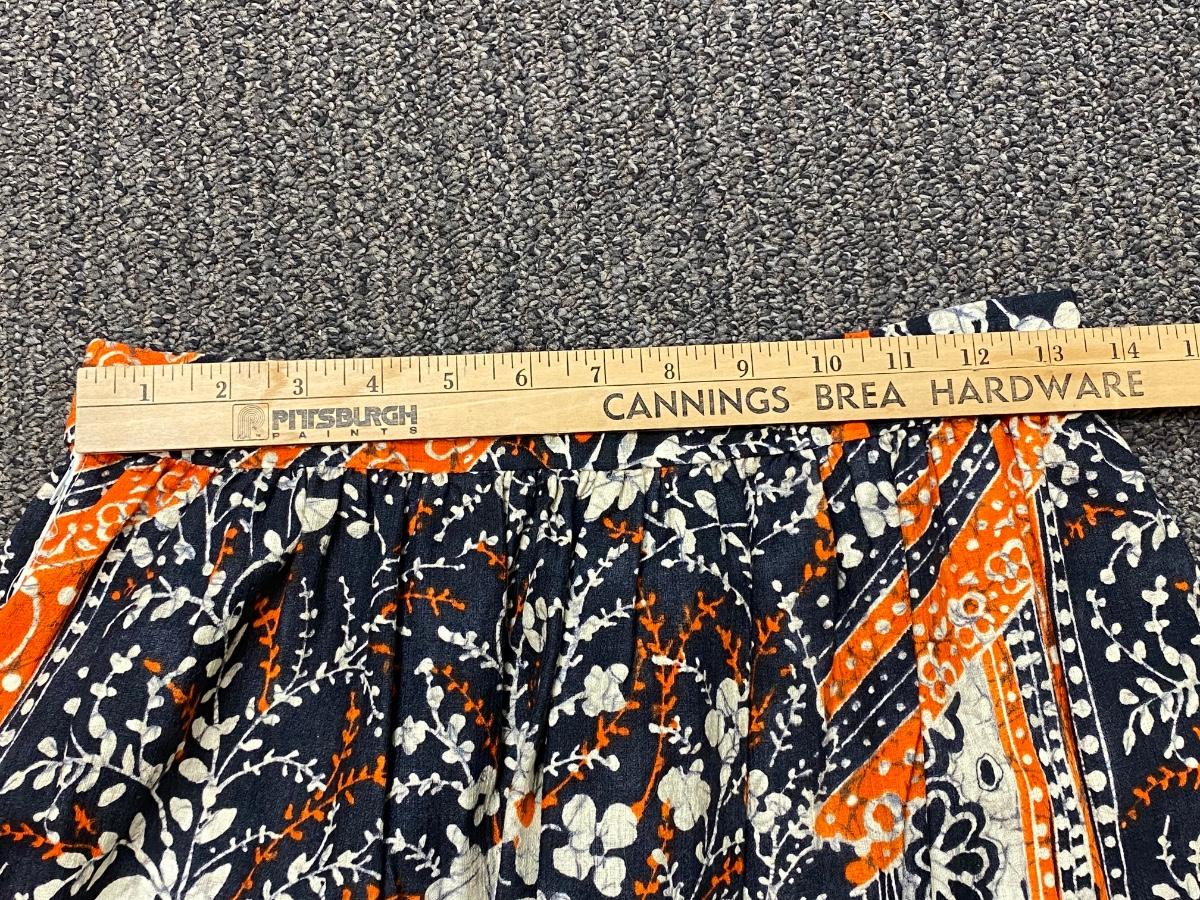 1 2 3 4 5 6 7 8 9 10 11 12 13 14
PITTSBURGH
PAINTS
CANNINGS BREA HARDWARE